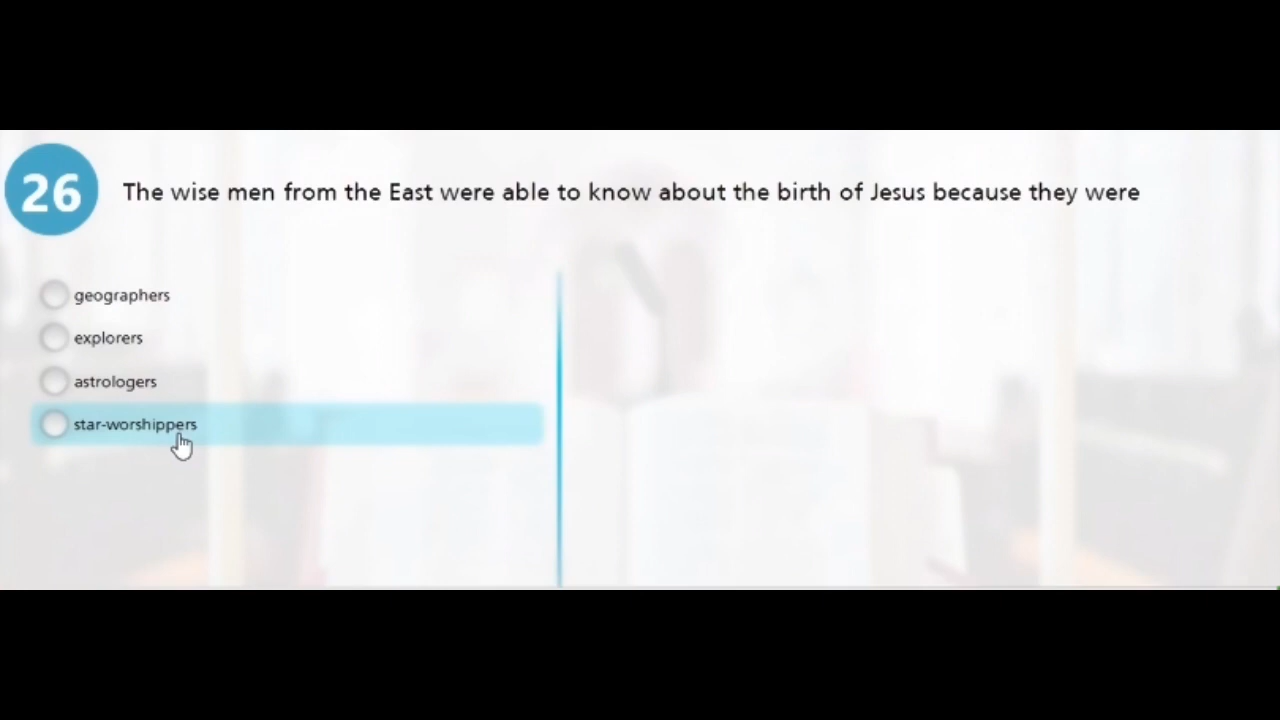 26
The wise men from the East were able to know about the birth of Jesus because they were
geographers
explorers
astrologers
star-worshippers